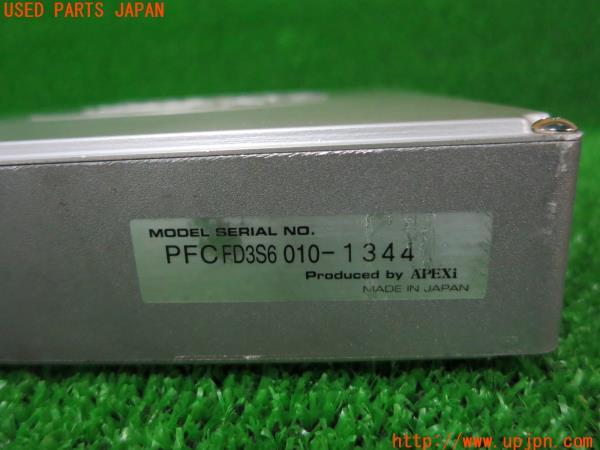 USED PARTS JAPAN
MODEL SERIAL NO.
PFC FD3S6 010-1344
Produced by APEXi
MADE IN JAPAN
http://www.upjpn.com/